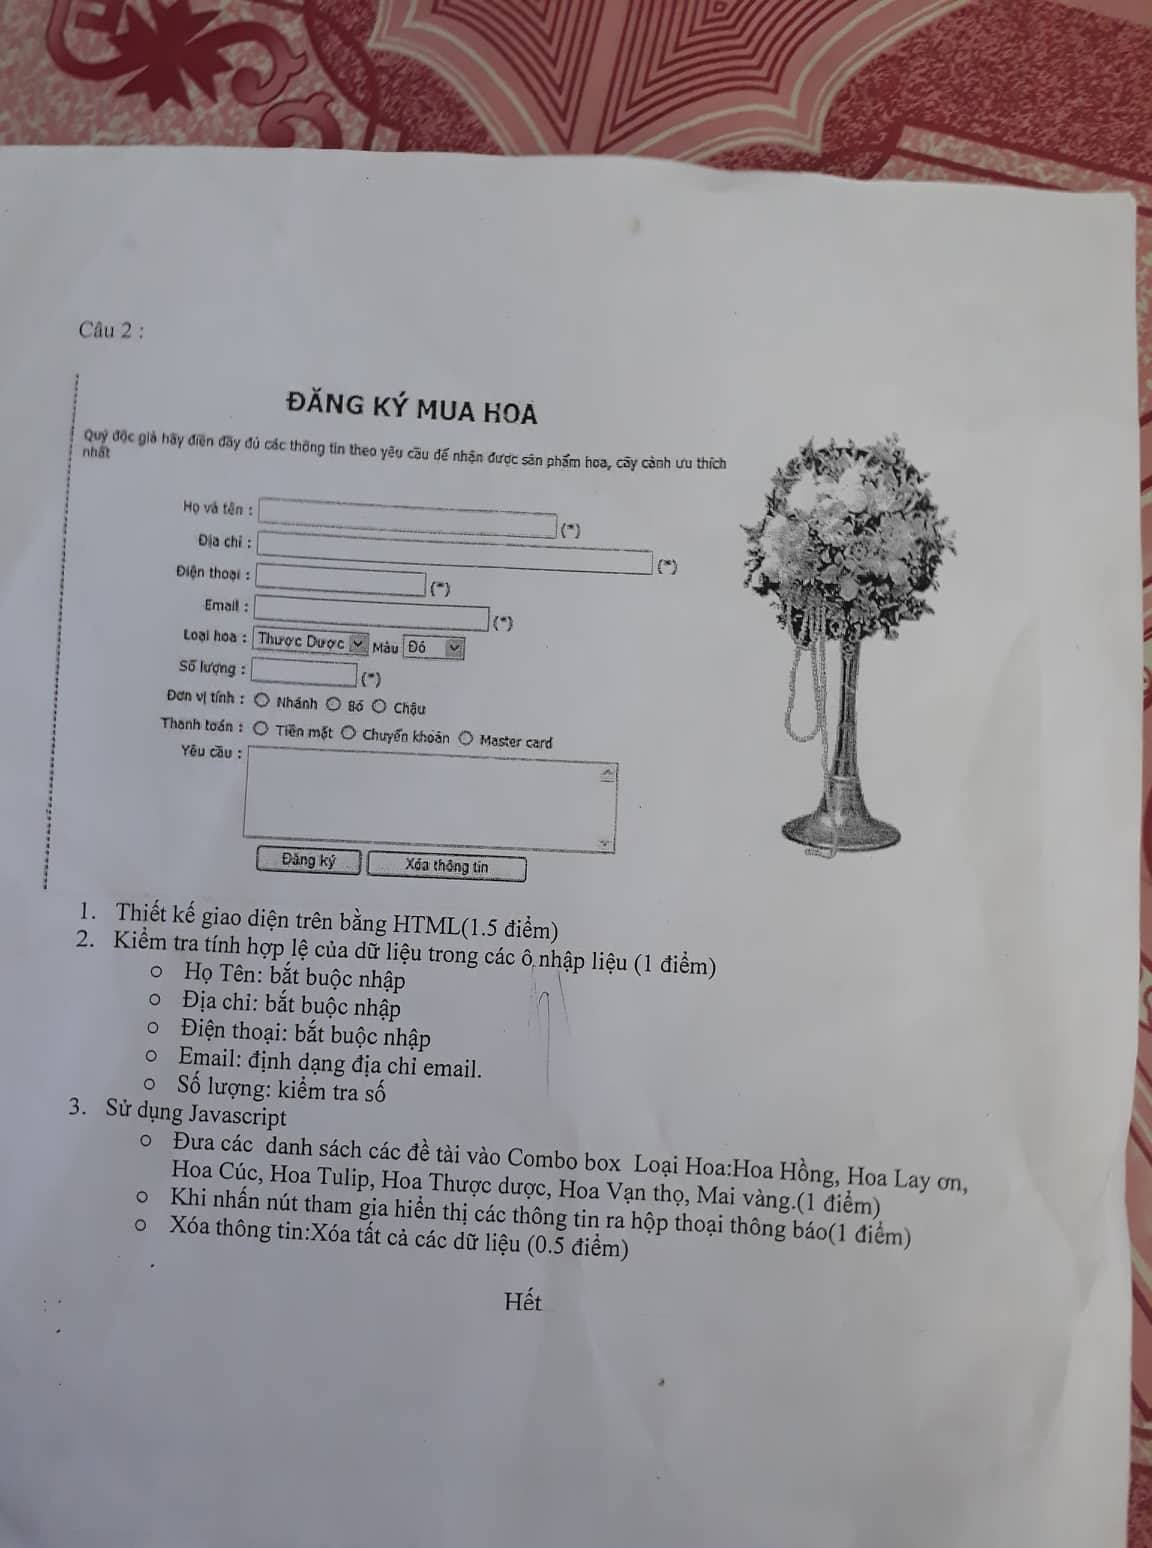 Câu 2 :
ĐĂNG KÝ MUA HOA
Quý độc giả hãy điền đầy đủ các thông tin theo yêu cầu để nhận được sản phẩm hoa, cây cảnh ưu thích
nhất
Họ và tên : (*)
Địa chỉ : (*)
Điện thoại : (*)
Email : (*)
Loại hoa : Thược Dược Màu Đỏ
Số lượng : (*)
Đơn vị tính : Nhánh Bó Chậu
Thanh toán : Tiền mặt Chuyển khoản Master card
Yêu cầu :
Đăng ký Xóa thông tin
1. Thiết kế giao diện trên bằng HTML(1.5 điểm)
2. Kiểm tra tính hợp lệ của dữ liệu trong các ô nhập liệu (1 điểm)
o Họ Tên: bắt buộc nhập
o Địa chỉ: bắt buộc nhập
o Điện thoại: bắt buộc nhập
o Email: định dạng địa chỉ email.
o Số lượng: kiểm tra số
3. Sử dụng Javascript
o Đưa các danh sách các đề tài vào Combo box Loại Hoa:Hoa Hồng, Hoa Lay ơn,
Hoa Cúc, Hoa Tulip, Hoa Thược dược, Hoa Vạn thọ, Mai vàng.(1 điểm)
o Khi nhấn nút tham gia hiển thị các thông tin ra hộp thoại thông báo(1 điểm)
o Xóa thông tin:Xóa tất cả các dữ liệu (0.5 điểm)
Hết